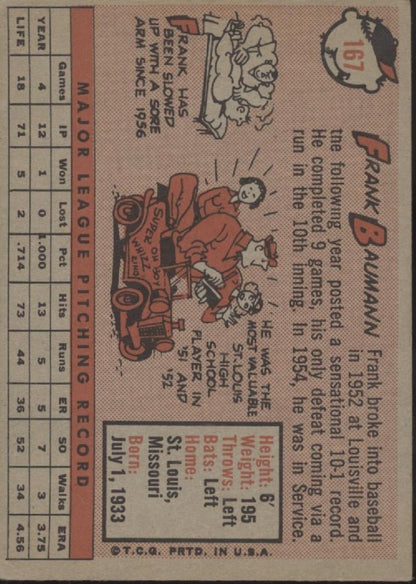 167
FRANK BAUMANN Frank broke into baseball
in 1952 at Louisville and
the following year posted a sensational 10-1 record.
He completed 9 games, his only defeat coming via a
run in the 10th inning. In 1954, he was in Service.
FRANK HAS
BEEN SLOWED
UP WITH A SORE
ARM SINCE 1956
HE WAS THE
MOST VALUABLE
ST. LOUIS
HIGH
SCHOOL
PLAYER IN
'51 AND
'52
SUPER
HOT
WHIZ
Height: 6'
Weight: 195
Throws: Left
Bats: Left
Home:
St. Louis,
Missouri
Born:
July 1, 1933
MAJOR LEAGUE PITCHING RECORD
Games IP Won Lost Pct Hits Runs ER SO Walks ERA
YEAR 4 12 1 0 1.000 13 5 5 7 3 3.75
LIFE 18 71 5 2 .714 73 44 36 52 34 4.56
© T.C.G. PRTD. IN U.S.A.